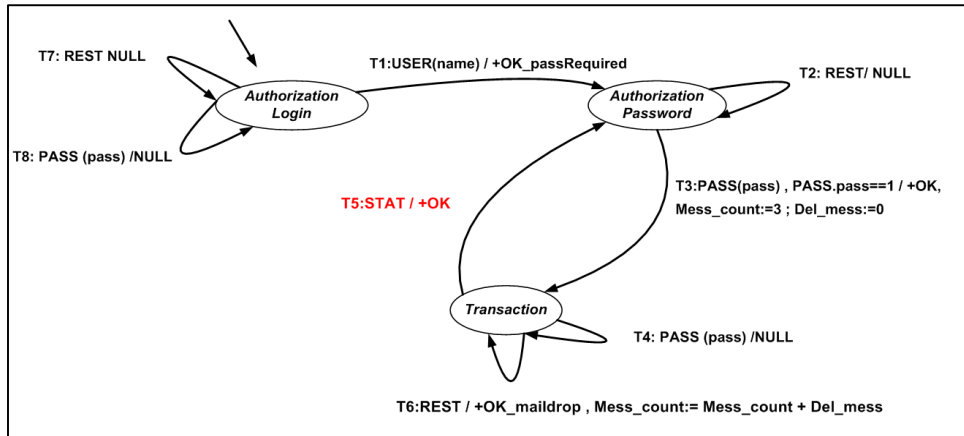 T7: REST NULL
T1:USER(name) / +OK_passRequired
T2: REST/ NULL
Authorization
Login
Authorization
Password
T8: PASS (pass) /NULL
T3:PASS(pass) , PASS.pass==1 / +OK,
Mess_count:=3 ; Del_mess:=0
T5:STAT / +OK
Transaction
T4: PASS (pass) /NULL
T6:REST / +OK_maildrop , Mess_count:= Mess_count + Del_mess